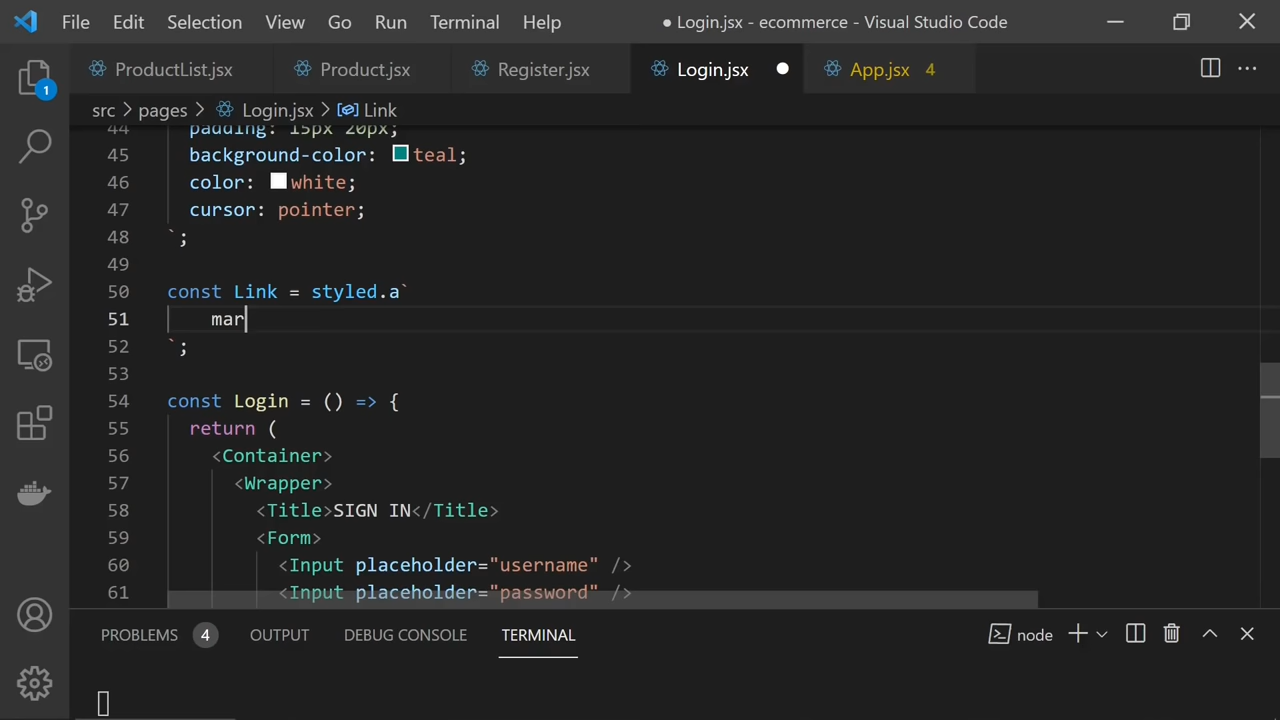 File Edit Selection View Go Run Terminal Help ● Login.jsx - ecommerce - Visual Studio Code
ProductList.jsx Product.jsx Register.jsx Login.jsx App.jsx 4
src > pages > Login.jsx > Link
1
44 padding: 15px 20px;
45 background-color: teal;
46 color: white;
47 cursor: pointer;
48 `;
49
50 const Link = styled.a`
51 mar
52 `;
53
54 const Login = () => {
55 return (
56 <Container>
57 <Wrapper>
58 <Title>SIGN IN</Title>
59 <Form>
60 <Input placeholder="username" />
61 <Input placeholder="password" />
PROBLEMS 4 OUTPUT DEBUG CONSOLE TERMINAL node